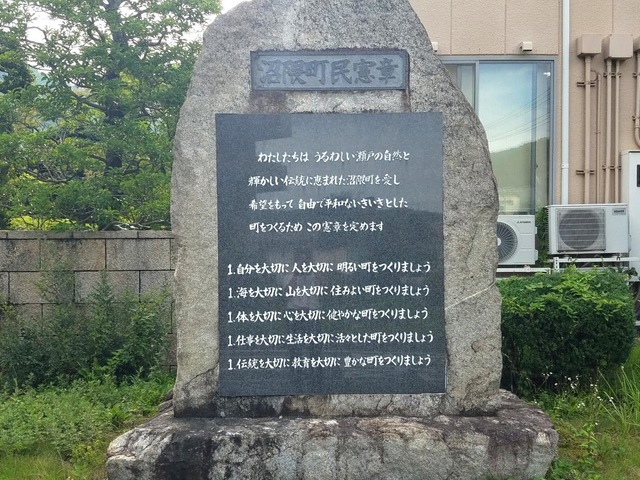 沼隈町民憲章
わたしたちは うるわしい瀬戸の自然と
輝かしい伝統に恵まれた沼隈町を愛し
希望をもって 自由で平和ないきいきとした
町をつくるため この憲章を定めます
1.自分を大切に 人を大切に 明るい町をつくりましょう
1.海を大切に 山を大切に 住みよい町をつくりましょう
1.体を大切に 心を大切に 健やかな町をつくりましょう
1.仕事を大切に 生活を大切に 活々とした町をつくりましょう
1.伝統を大切に 教育を大切に 豊かな町をつくりましょう